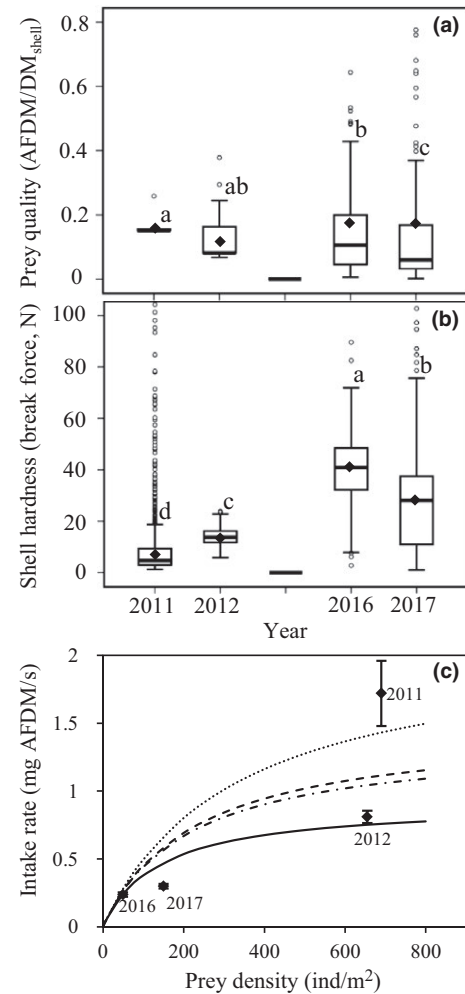 (a)
Prey quality (AFDM/DMshell)
0.8
0.6
0.4
0.2
0
a
ab
b
c
(b)
Shell hardness (break force, N)
100
80
60
40
20
0
d
c
a
b
2011 2012 2016 2017
Year
(c)
Intake rate (mg AFDM/s)
2
1.5
1
0.5
0
2011
2012
2016 2017
0 200 400 600 800
Prey density (ind/m²)